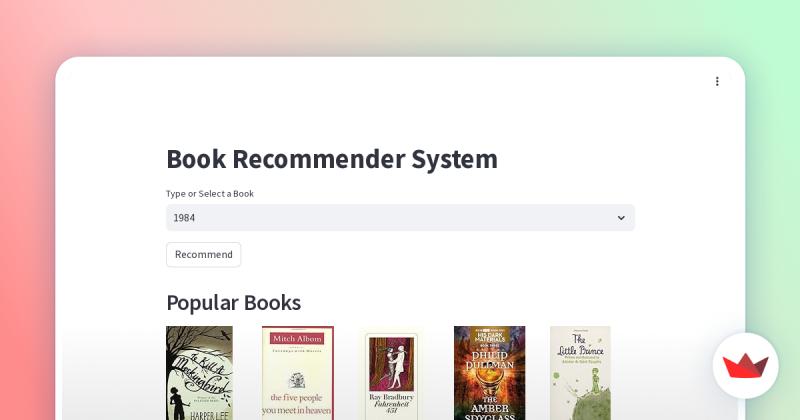 Book Recommender System
Type or Select a Book
1984
Recommend
Popular Books
To Kill a
Mockingbird
HARPER LEE
Mitch Albom
the five people
you meet in heaven
Ray Bradbury
Fahrenheit
451
HIS DARK
MATERIALS
PHILIP
PULLMAN
THE
AMBER
SPYGLASS
The
Little Prince